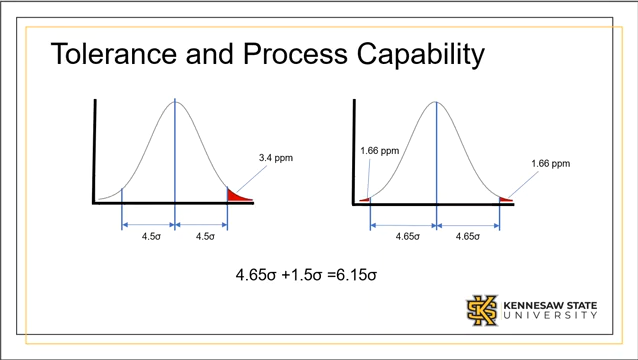 Tolerance and Process Capability
3.4 ppm
4.5σ
4.5σ
1.66 ppm
1.66 ppm
4.65σ
4.65σ
4.65σ +1.5σ =6.15σ
KS
KENNESAW STATE
UNIVERSITY